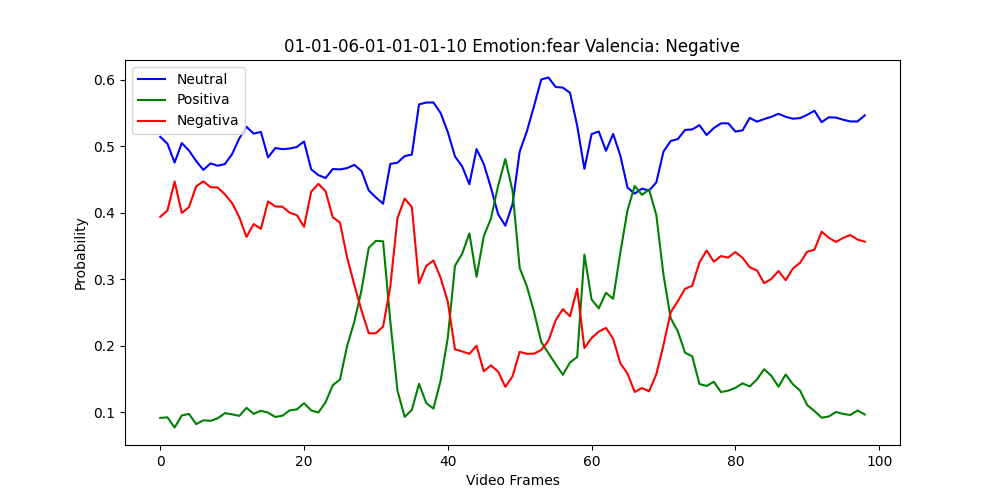 01-01-06-01-01-01-10 Emotion:fear Valencia: Negative
Neutral
Positiva
Negativa
Probability
0.6
0.5
0.4
0.3
0.2
0.1
0 20 40 60 80 100
Video Frames